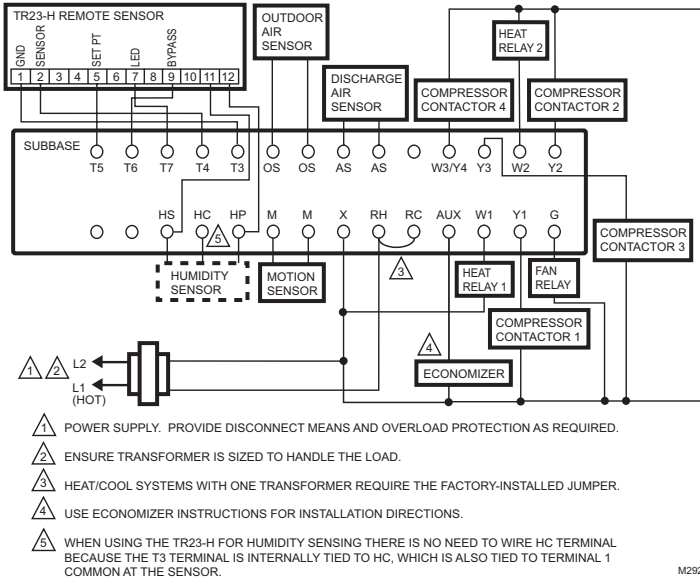 TR23-H REMOTE SENSOR
GND
SENSOR
SET PT
LED
BYPASS
1 2 3 4 5 6 7 8 9 10 11 12
OUTDOOR
AIR
SENSOR
DISCHARGE
AIR
SENSOR
COMPRESSOR
CONTACTOR 4
HEAT
RELAY 2
COMPRESSOR
CONTACTOR 2
SUBBASE
T5 T6 T7 T4 T3 OS OS AS AS W3/Y4 Y3 W2 Y2
HS HC HP M M X RH RC AUX W1 Y1 G
5
3
HUMIDITY
SENSOR
MOTION
SENSOR
HEAT
RELAY 1
FAN
RELAY
COMPRESSOR
CONTACTOR 3
COMPRESSOR
CONTACTOR 1
4
ECONOMIZER
1 2 L2
L1
(HOT)
1 POWER SUPPLY. PROVIDE DISCONNECT MEANS AND OVERLOAD PROTECTION AS REQUIRED.
2 ENSURE TRANSFORMER IS SIZED TO HANDLE THE LOAD.
3 HEAT/COOL SYSTEMS WITH ONE TRANSFORMER REQUIRE THE FACTORY-INSTALLED JUMPER.
4 USE ECONOMIZER INSTRUCTIONS FOR INSTALLATION DIRECTIONS.
5 WHEN USING THE TR23-H FOR HUMIDITY SENSING THERE IS NO NEED TO WIRE HC TERMINAL
BECAUSE THE T3 TERMINAL IS INTERNALLY TIED TO HC, WHICH IS ALSO TIED TO TERMINAL 1
COMMON AT THE SENSOR.